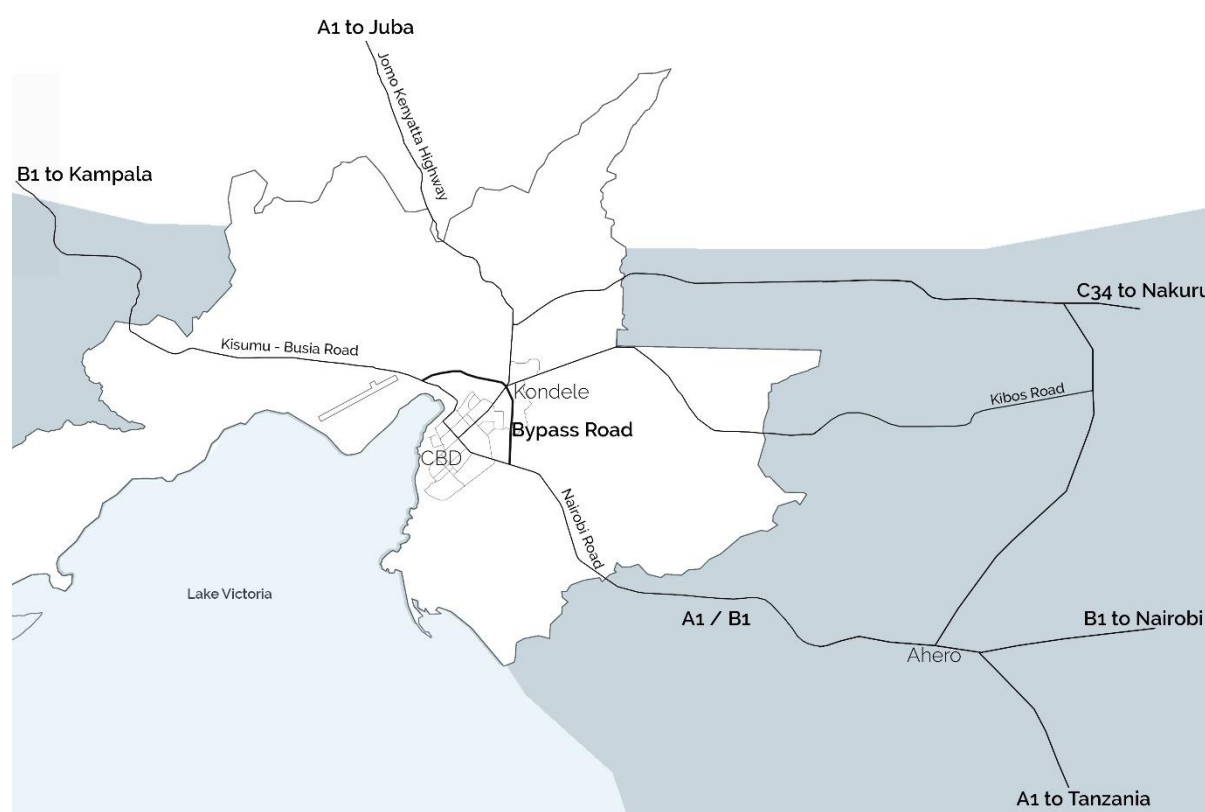 A1 to Juba
Jomo Kenyatta Highway
B1 to Kampala
C34 to Nakuru
Kisumu - Busia Road
Kondele
Kibos Road
Bypass Road
CBD
Nairobi Road
Lake Victoria
A1 / B1
B1 to Nairobi
Ahero
A1 to Tanzania